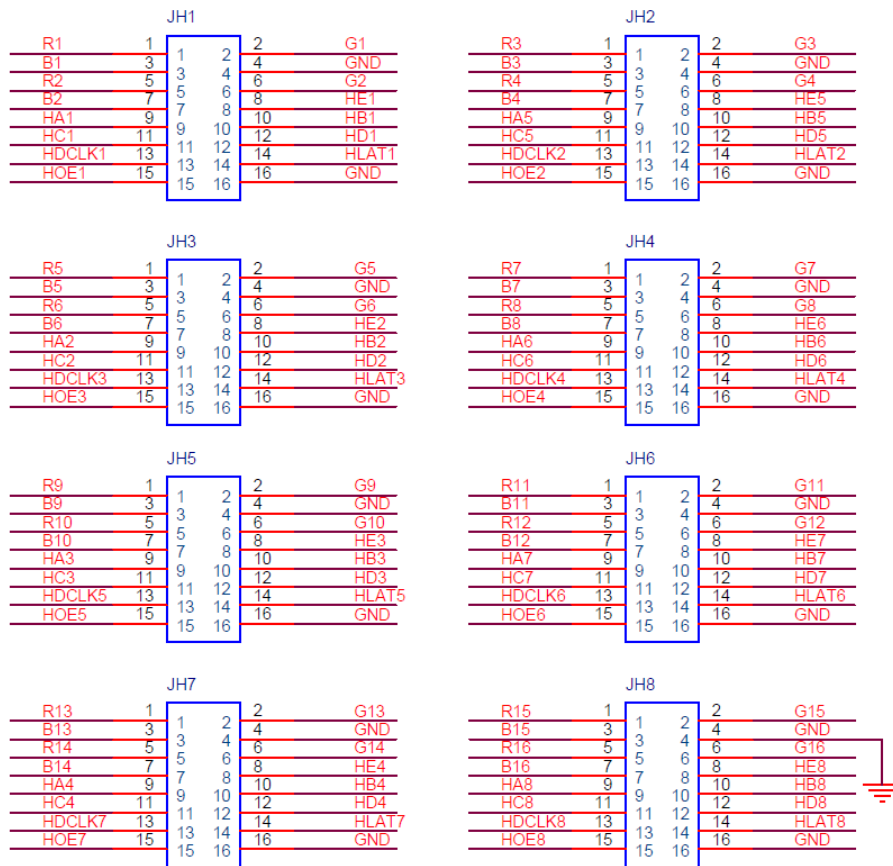 JH1 JH2
R1 1 1 2 2 G1 R3 1 1 2 2 G3
B1 3 3 4 4 GND B3 3 3 4 4 GND
R2 5 5 6 6 G2 R4 5 5 6 6 G4
B2 7 7 8 8 HE1 B4 7 7 8 8 HE5
HA1 9 9 10 10 HB1 HA5 9 9 10 10 HB5
HC1 11 11 12 12 HD1 HC5 11 11 12 12 HD5
HDCLK1 13 13 14 14 HLAT1 HDCLK2 13 13 14 14 HLAT2
HOE1 15 15 16 16 GND HOE2 15 15 16 16 GND
JH3 JH4
R5 1 1 2 2 G5 R7 1 1 2 2 G7
B5 3 3 4 4 GND B7 3 3 4 4 GND
R6 5 5 6 6 G6 R8 5 5 6 6 G8
B6 7 7 8 8 HE2 B8 7 7 8 8 HE6
HA2 9 9 10 10 HB2 HA6 9 9 10 10 HB6
HC2 11 11 12 12 HD2 HC6 11 11 12 12 HD6
HDCLK3 13 13 14 14 HLAT3 HDCLK4 13 13 14 14 HLAT4
HOE3 15 15 16 16 GND HOE4 15 15 16 16 GND
JH5 JH6
R9 1 1 2 2 G9 R11 1 1 2 2 G11
B9 3 3 4 4 GND B11 3 3 4 4 GND
R10 5 5 6 6 G10 R12 5 5 6 6 G12
B10 7 7 8 8 HE3 B12 7 7 8 8 HE7
HA3 9 9 10 10 HB3 HA7 9 9 10 10 HB7
HC3 11 11 12 12 HD3 HC7 11 11 12 12 HD7
HDCLK5 13 13 14 14 HLAT5 HDCLK6 13 13 14 14 HLAT6
HOE5 15 15 16 16 GND HOE6 15 15 16 16 GND
JH7 JH8
R13 1 1 2 2 G13 R15 1 1 2 2 G15
B13 3 3 4 4 GND B15 3 3 4 4 GND
R14 5 5 6 6 G14 R16 5 5 6 6 G16
B14 7 7 8 8 HE4 B16 7 7 8 8 HE8
HA4 9 9 10 10 HB4 HA8 9 9 10 10 HB8
HC4 11 11 12 12 HD4 HC8 11 11 12 12 HD8
HDCLK7 13 13 14 14 HLAT7 HDCLK8 13 13 14 14 HLAT8
HOE7 15 15 16 16 GND HOE8 15 15 16 16 GND